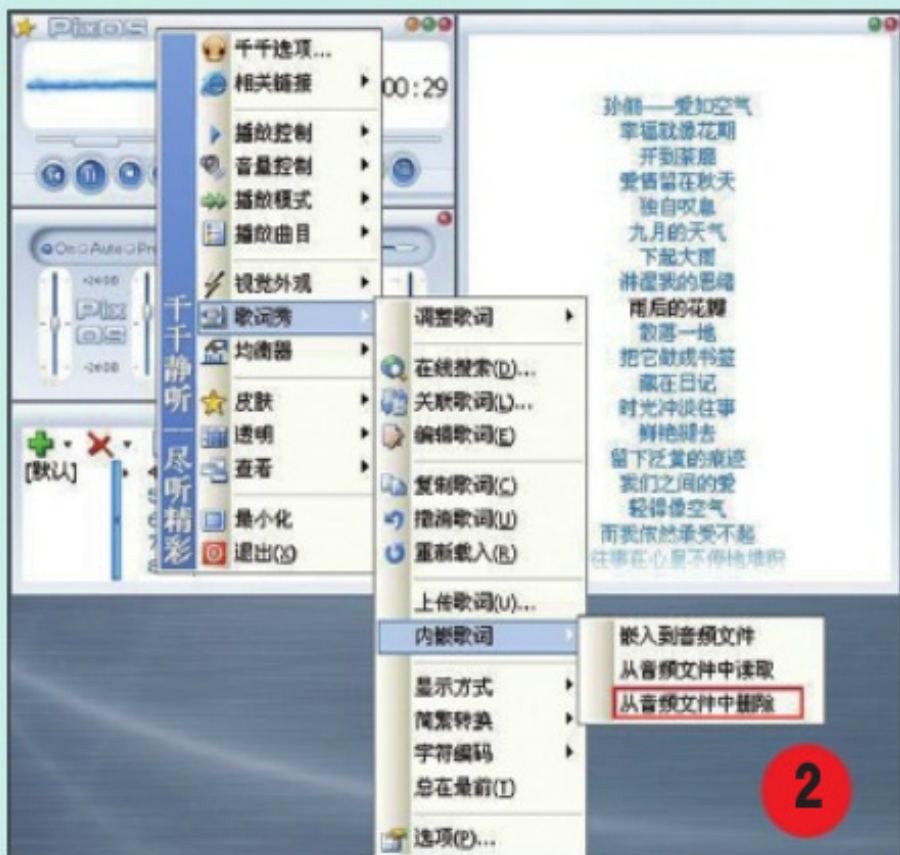 PixOS
00:29
On Auto
PixOS
[默认]
千千静听 — 尽听精彩
千千选项...
相关链接
播放控制
音量控制
播放模式
播放曲目
视觉外观
歌词秀
均衡器
皮肤
透明
查看
最小化
退出(X)
调整歌词
在线搜索(D)...
关联歌词(L)...
编辑歌词(E)
复制歌词(C)
撤消歌词(U)
重新载入(R)
上传歌词(U)...
内嵌歌词
显示方式
简繁转换
字符编码
总在最前(T)
选项(P)...
嵌入到音频文件
从音频文件中读取
从音频文件中删除
孙俪——爱如空气
幸福就像花期
开到荼靡
爱情留在秋天
独自叹息
九月的天气
下起大雨
淋湿我的思绪
雨后的花瓣
散落一地
把它做成书签
藏在日记
时光冲淡往事
鲜艳褪去
留下泛黄的痕迹
我们之间的爱
轻得像空气
而我依然承受不起
往事在心里不停地堆积
2